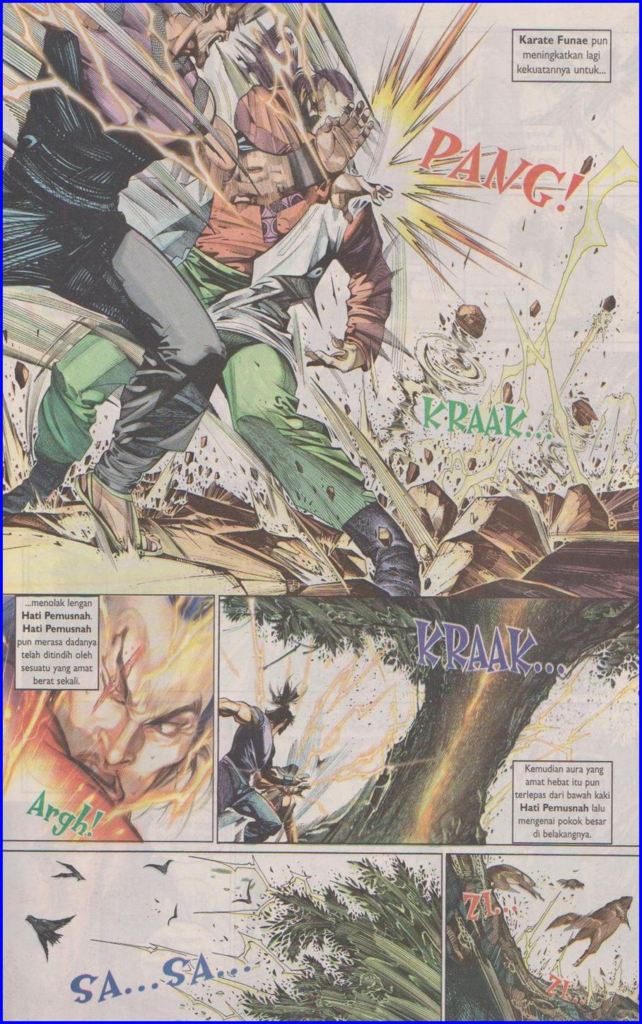 Karate Funae pun
meningkatkan lagi
kekuatannya untuk...
PANG!
KRAAK...
...menolak lengan
Hati Pemusnah.
Hati Pemusnah
pun merasa dadanya
telah ditindih oleh
sesuatu yang amat
berat sekali.
Argh!
KRAAK...
Kemudian aura yang
amat hebat itu pun
terlepas dari bawah kaki
Hati Pemusnah lalu
mengenai pokok besar
di belakangnya.
SA...SA...
ZI...
ZI...